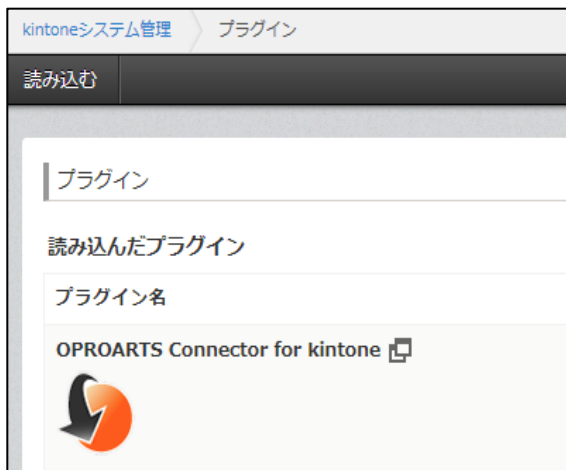 kintoneシステム管理 プラグイン
読み込む
プラグイン
読み込んだプラグイン
プラグイン名
OPROARTS Connector for kintone